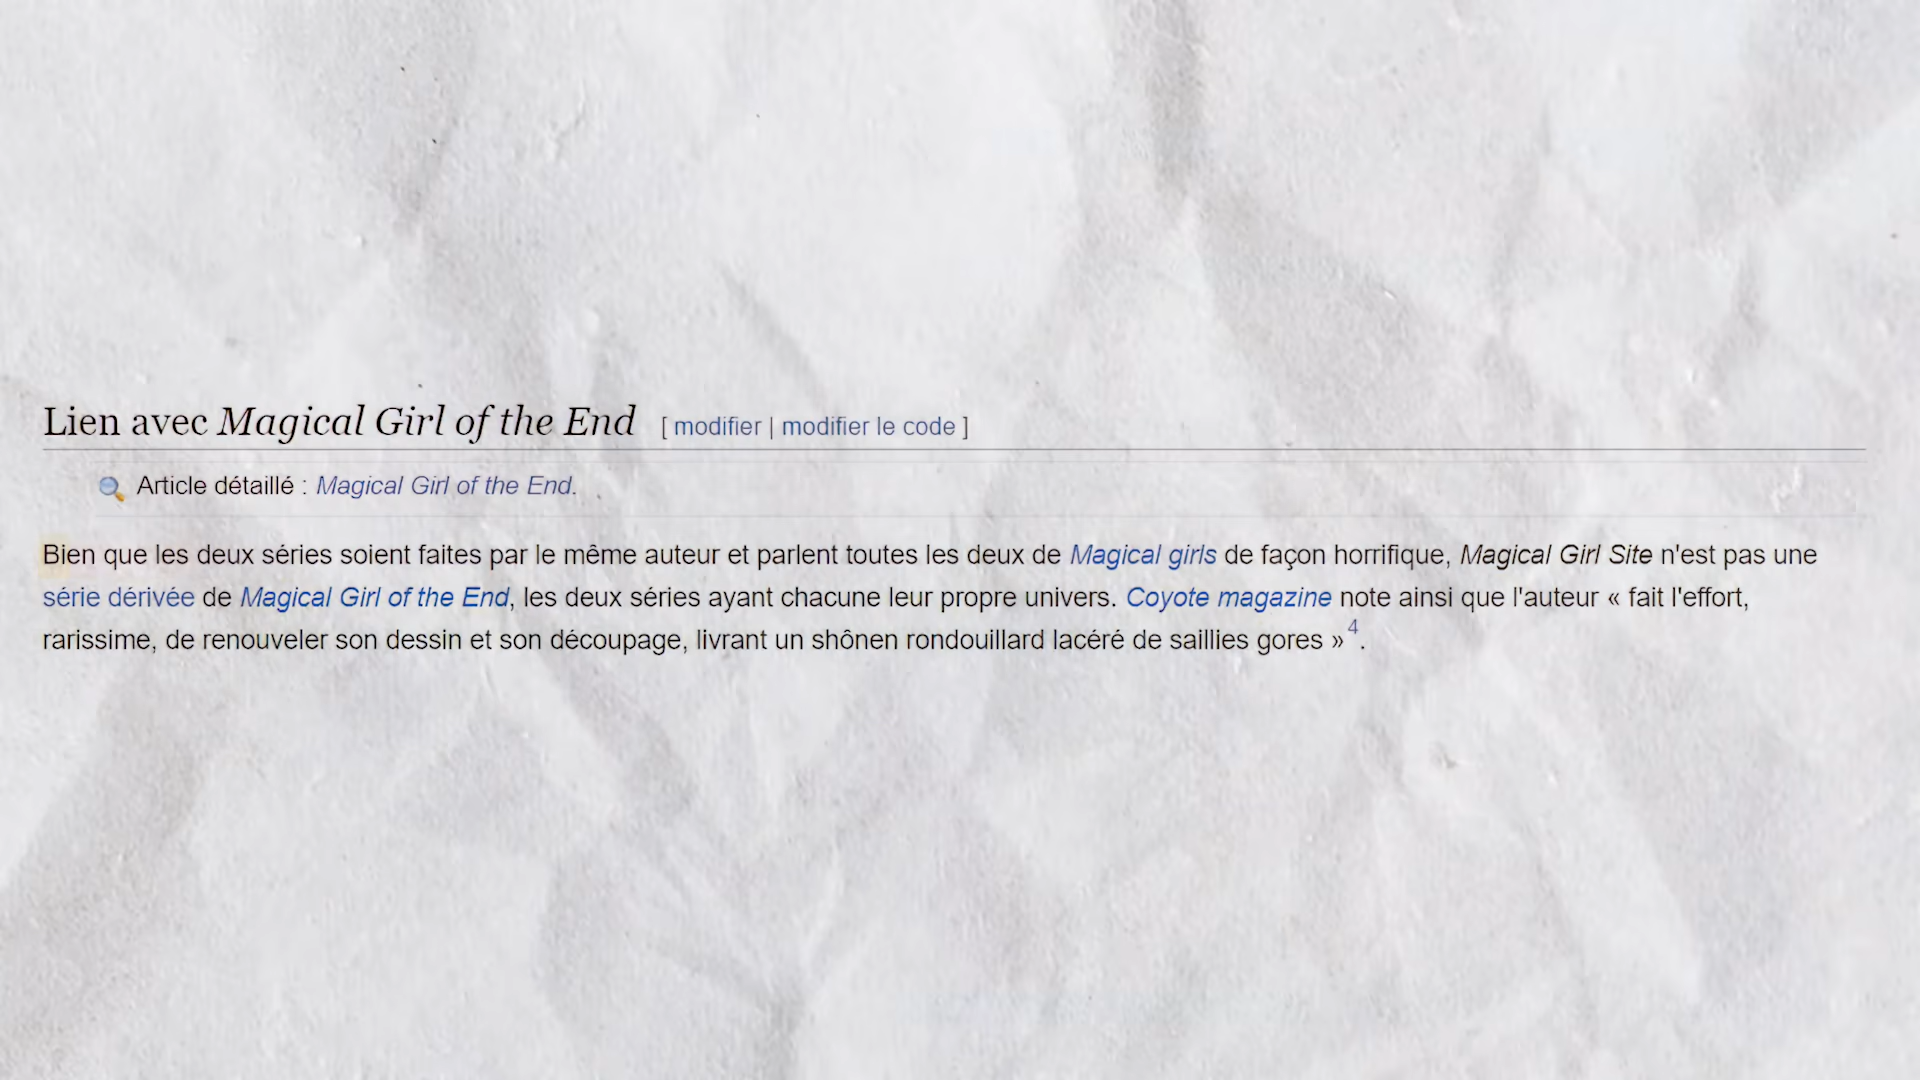 Lien avec Magical Girl of the End [ modifier | modifier le code ]
Article détaillé : Magical Girl of the End.
Bien que les deux séries soient faites par le même auteur et parlent toutes les deux de Magical girls de façon horrifique, Magical Girl Site n'est pas une
série dérivée de Magical Girl of the End, les deux séries ayant chacune leur propre univers. Coyote magazine note ainsi que l'auteur « fait l'effort,
rarissime, de renouveler son dessin et son découpage, livrant un shônen rondouillard lacéré de saillies gores »4.